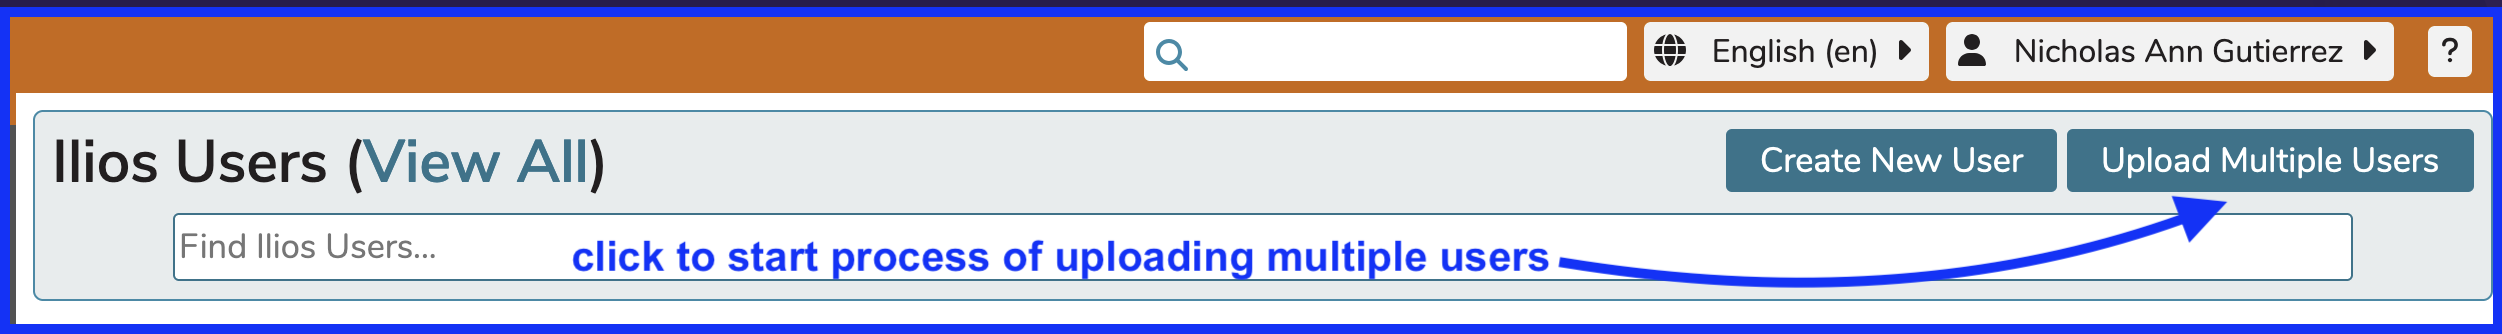 English (en)
Nicholas Ann Gutierrez
?
Ilios Users (View All)
Create New User
Upload Multiple Users
Find Ilios Users...
click to start process of uploading multiple users